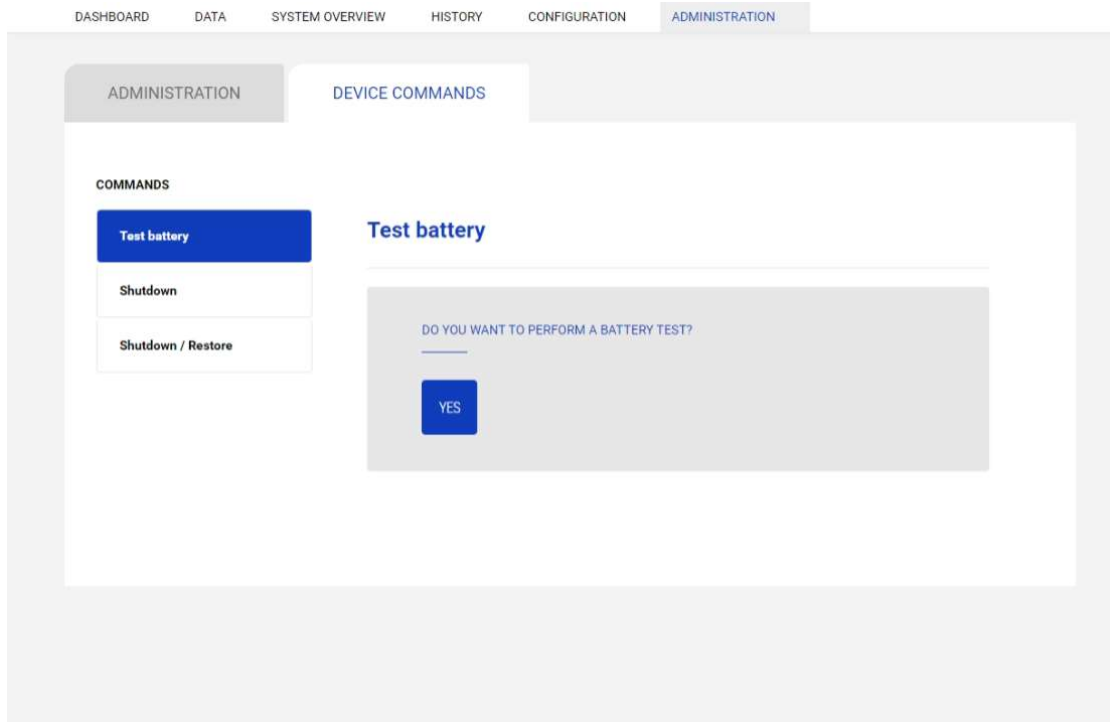 DASHBOARD DATA SYSTEM OVERVIEW HISTORY CONFIGURATION ADMINISTRATION
ADMINISTRATION DEVICE COMMANDS
COMMANDS
Test battery
Shutdown
Shutdown / Restore
Test battery
DO YOU WANT TO PERFORM A BATTERY TEST?
YES